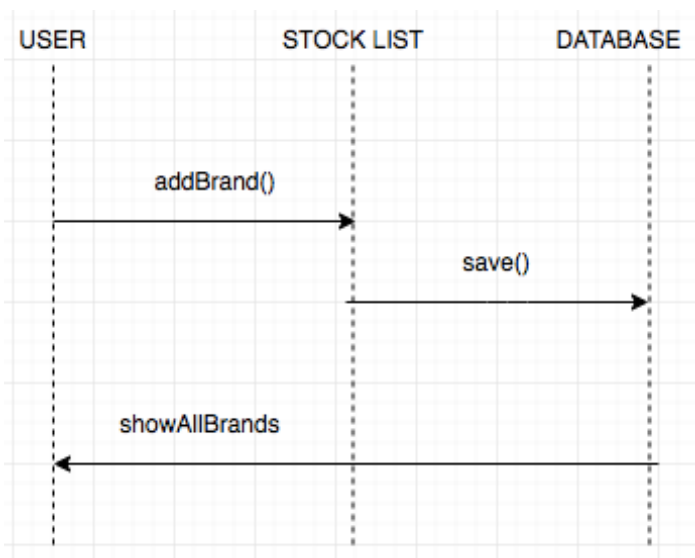 USER
STOCK LIST
DATABASE
addBrand()
save()
showAllBrands